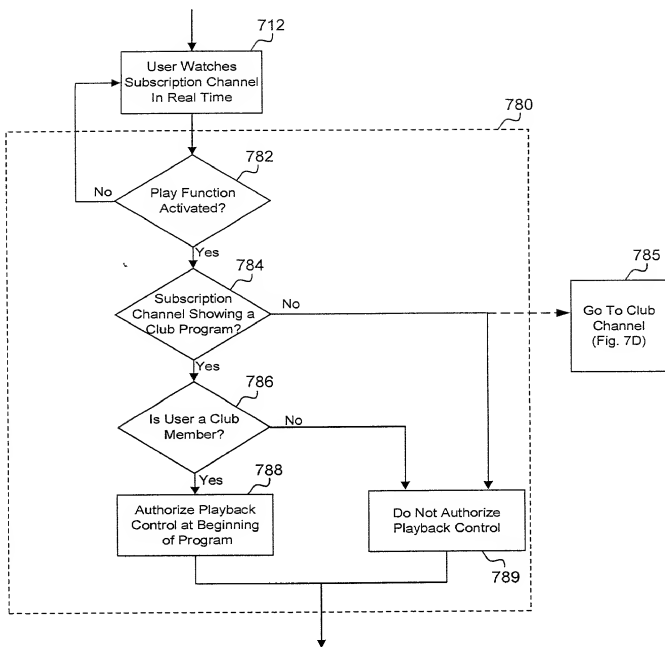 712
User Watches
Subscription Channel
In Real Time
780
782
No
Play Function
Activated?
Yes
784
785
Subscription
Channel Showing a
Club Program?
No
Go To Club
Channel
(Fig. 7D)
Yes
786
Is User a Club
Member?
No
Yes
788
Authorize Playback
Control at Beginning
of Program
Do Not Authorize
Playback Control
789